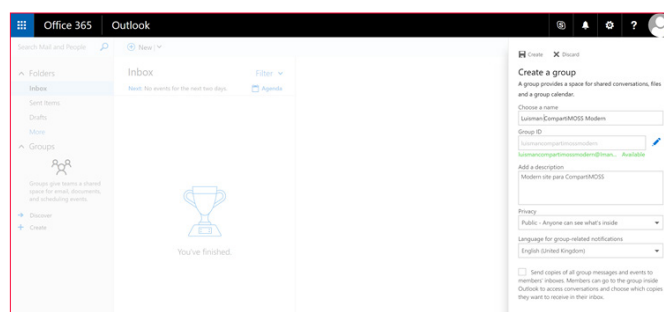 Office 365
Outlook
Search Mail and People
New
Folders
Inbox
Sent Items
Drafts
More
Groups
Groups give teams a shared
space for email, documents,
and scheduling events.
Discover
Create
Inbox
Filter
Next: No events for the next two days.
Agenda
You've finished.
?
Create
Discard
Create a group
A group provides a space for shared conversations, files
and a group calendar.
Choose a name
Luisman CompartiMOSS Modern
Group ID
luismancompartimossmodern
luismancompartimossmodern@lman...
Available
Add a description
Modern site para CompartiMOSS
Privacy
Public - Anyone can see what's inside
Language for group-related notifications
English (United Kingdom)
Send copies of all group messages and events to
members' inboxes. Members can go to the group inside
Outlook to access conversations and choose which copies
they want to receive in their inbox.